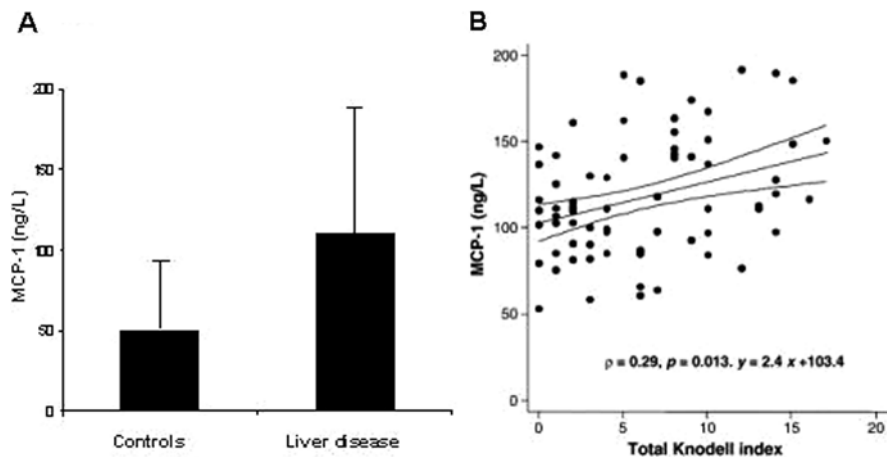 A
MCP-1 (ng/L)
200
150
100
50
0
Controls
Liver disease
B
MCP-1 (ng/L)
200
150
100
50
0
ρ = 0.29, p = 0.013. y = 2.4 x +103.4
0 5 10 15 20
Total Knodell index